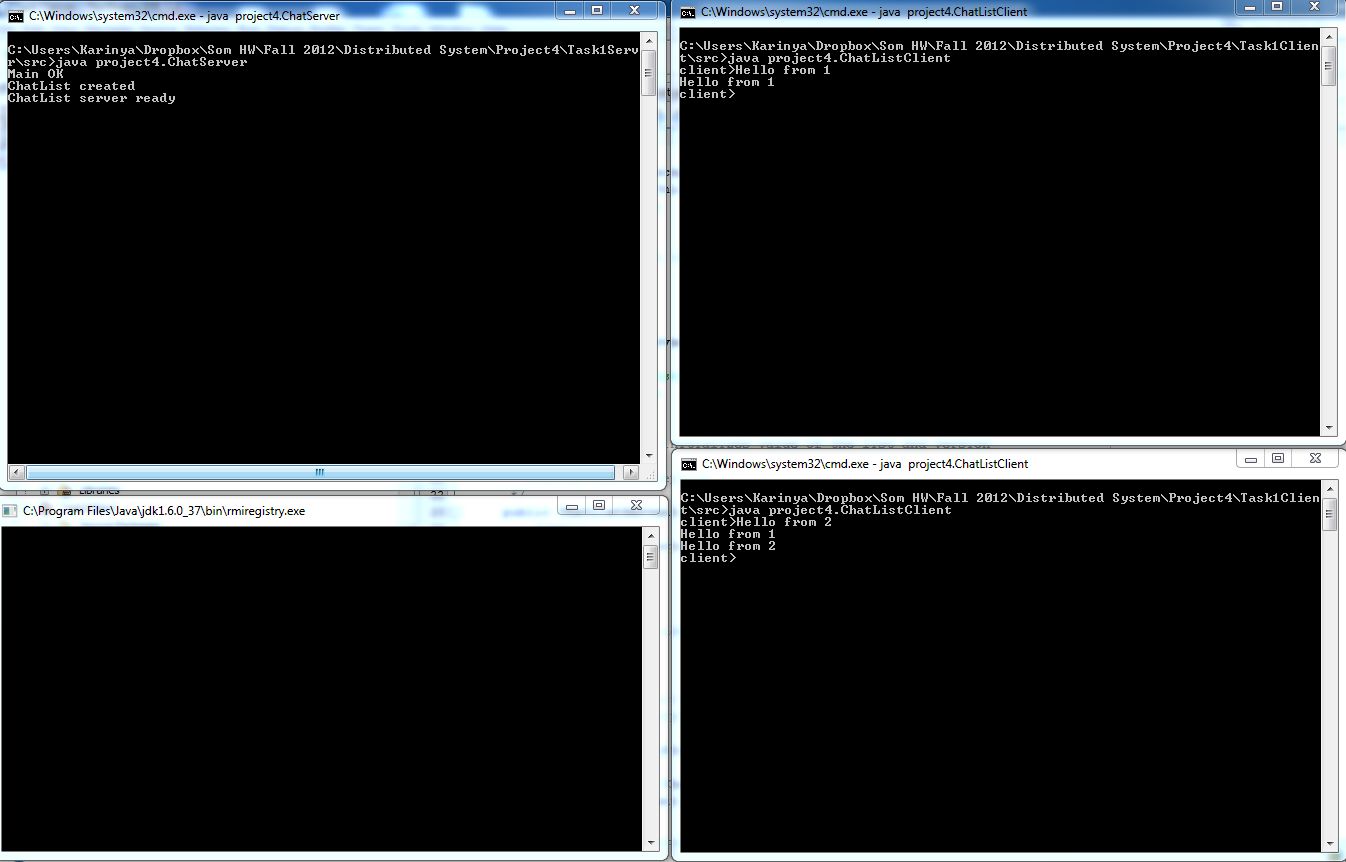 C:\Windows\system32\cmd.exe - java  project4.ChatServer
C:\Users\Karinya\Dropbox\Som HW\Fall 2012\Distributed System\Project4\Task1Serve
r\src>java project4.ChatServer
Main OK
ChatList created
ChatList server ready
C:\Windows\system32\cmd.exe - java  project4.ChatListClient
C:\Users\Karinya\Dropbox\Som HW\Fall 2012\Distributed System\Project4\Task1Clien
t\src>java project4.ChatListClient
client>Hello from 1
Hello from 1
client>
C:\Program Files\Java\jdk1.6.0_37\bin\rmiregistry.exe
C:\Windows\system32\cmd.exe - java  project4.ChatListClient
C:\Users\Karinya\Dropbox\Som HW\Fall 2012\Distributed System\Project4\Task1Clien
t\src>java project4.ChatListClient
client>Hello from 2
Hello from 1
Hello from 2
client>